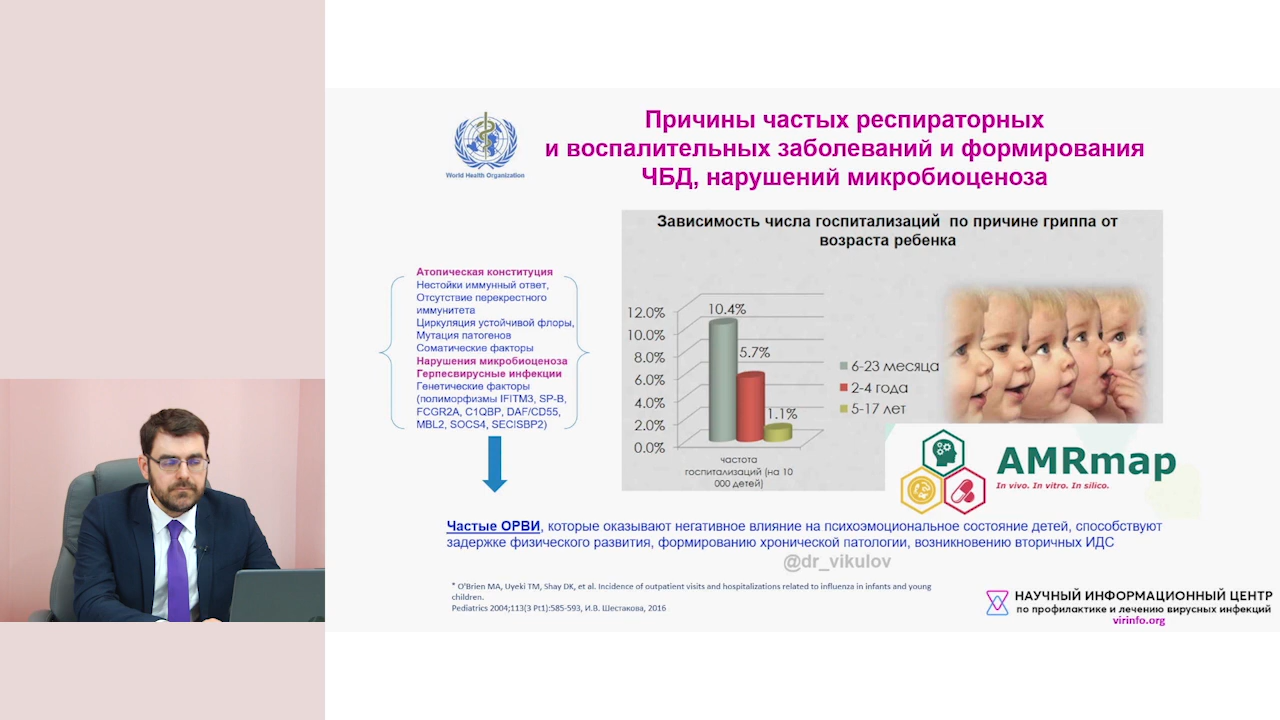 Причины частых респираторных
и воспалительных заболеваний и формирования
ЧБД, нарушений микробиоценоза
World Health Organization
Зависимость числа госпитализаций по причине гриппа от
возраста ребенка
Атопическая конституция
Нестойки иммунный ответ,
Отсутствие перекрестного
иммунитета
Циркуляция устойчивой флоры,
Мутация патогенов
Соматические факторы
Нарушения микробиоценоза
Герпесвирусные инфекции
Генетические факторы
(полиморфизмы IFITM3, SP-B,
FCGR2A, C1QBP, DAF/CD55,
MBL2, SOCS4, SECISBP2)
12.0%
10.0%
8.0%
6.0%
4.0%
2.0%
0.0%
10.4%
5.7%
1.1%
6-23 месяца
2-4 года
5-17 лет
частота
госпитализаций (на 10
000 детей)
AMRmap
In vivo. In vitro. In silico.
Частые ОРВИ, которые оказывают негативное влияние на психоэмоциональное состояние детей, способствуют
задержке физического развития, формированию хронической патологии, возникновению вторичных ИДС
@dr_vikulov
* O'Brien MA, Uyeki TM, Shay DK, et al. Incidence of outpatient visits and hospitalizations related to influenza in infants and young
children.
Pediatrics 2004;113(3 Pt1):585-593, И.В. Шестакова, 2016
НАУЧНЫЙ ИНФОРМАЦИОННЫЙ ЦЕНТР
по профилактике и лечению вирусных инфекций
virinfo.org